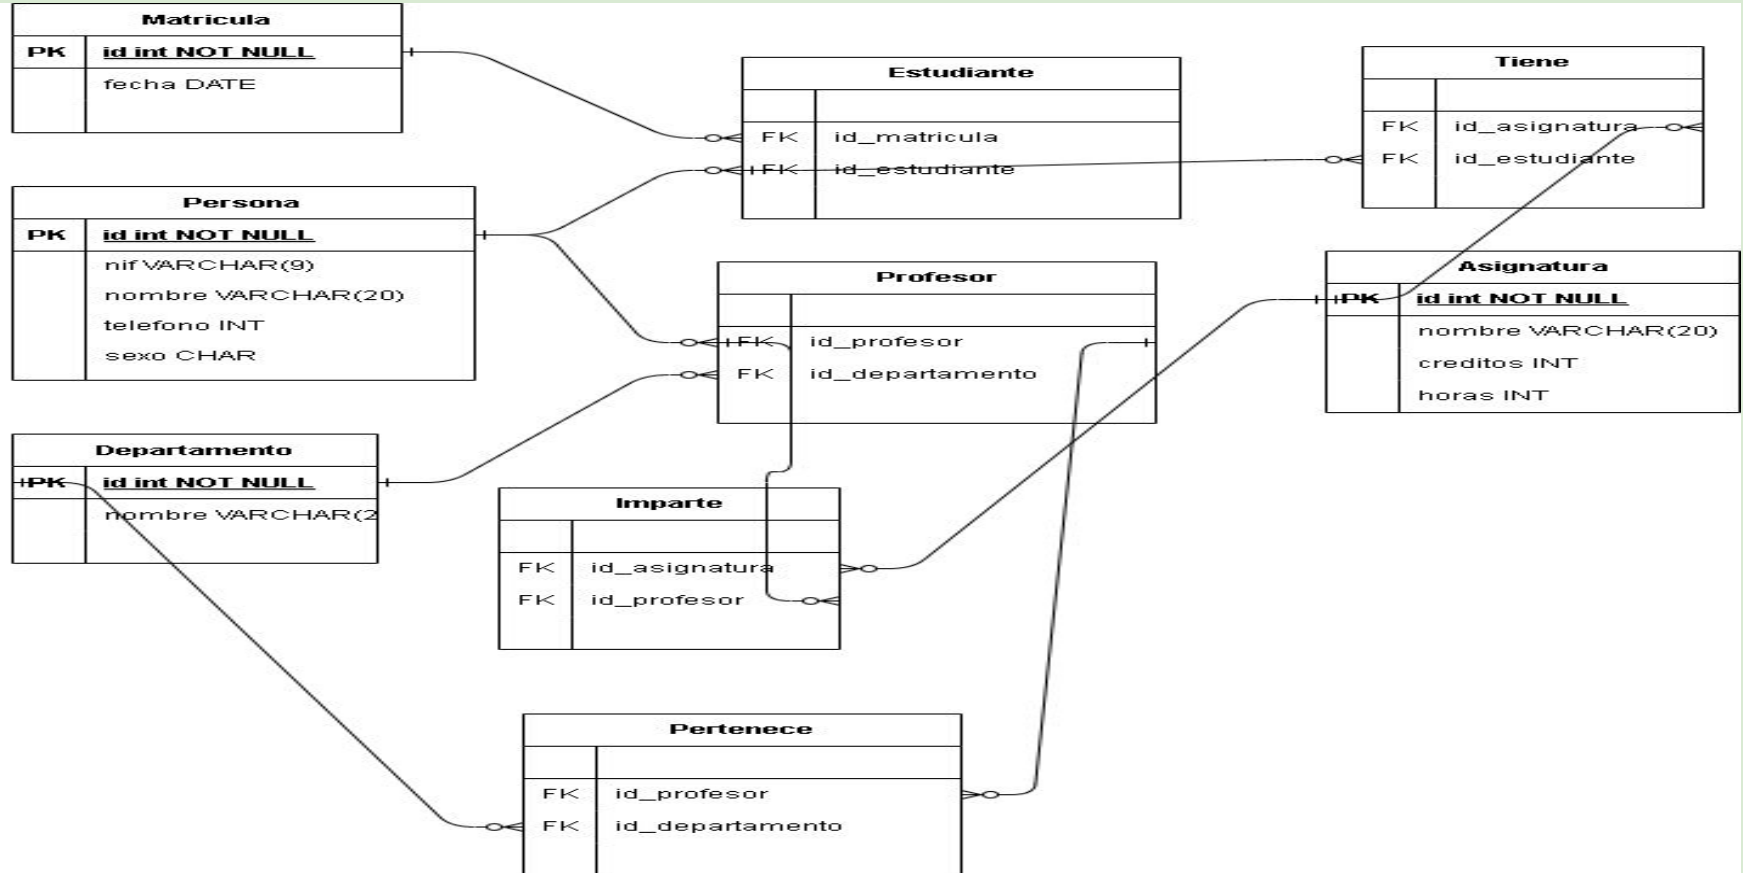 Matricula
PK id int NOT NULL
fecha DATE
Estudiante
FK id_matricula
FK id_estudiante
Tiene
FK id_asignatura
FK id_estudiante
Persona
PK id int NOT NULL
nif VARCHAR(9)
nombre VARCHAR(20)
telefono INT
sexo CHAR
Profesor
FK id_profesor
FK id_departamento
Asignatura
PK id int NOT NULL
nombre VARCHAR(20)
creditos INT
horas INT
Departamento
PK id int NOT NULL
nombre VARCHAR(2
Imparte
FK id_asignatura
FK id_profesor
Pertenece
FK id_profesor
FK id_departamento